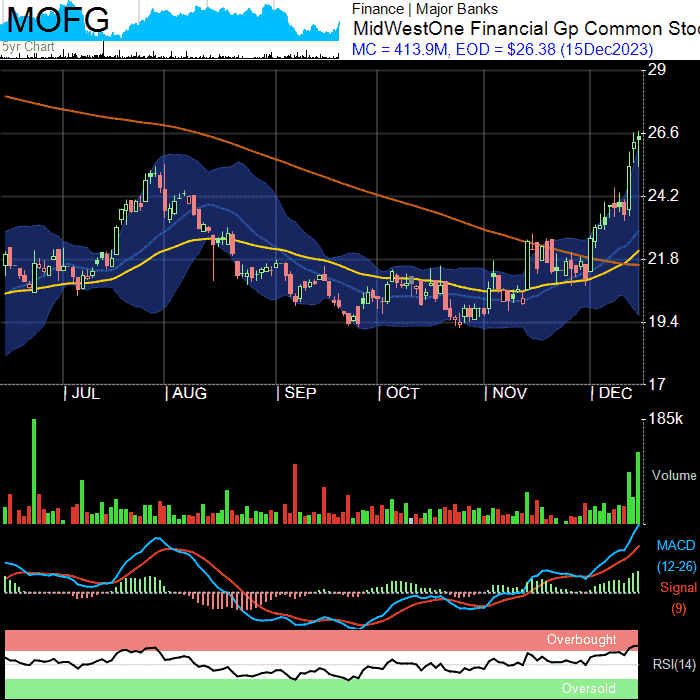 MOFG
5yr Chart
Finance | Major Banks
MidWestOne Financial Gp Common Stoc
MC = 413.9M, EOD = $26.38 (15Dec2023)
29
26.6
24.2
21.8
19.4
17
| JUL | AUG | SEP | OCT | NOV | DEC
185k
Volume
MACD
(12-26)
Signal
(9)
Overbought
RSI(14)
Oversold